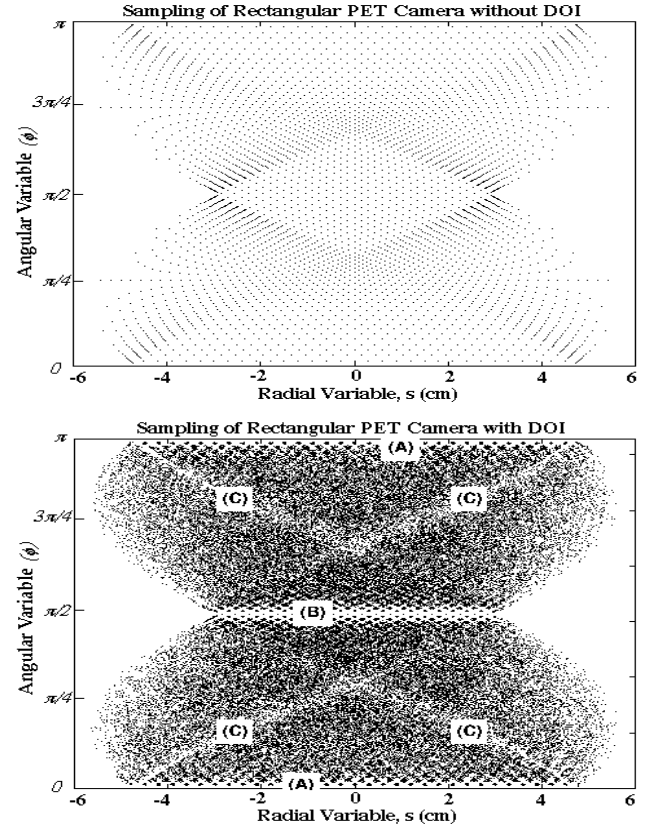 Sampling of Rectangular PET Camera without DOI
π
3π/4
π/2
π/4
0
Angular Variable (ϕ)
-6 -4 -2 0 2 4 6
Radial Variable, s (cm)
Sampling of Rectangular PET Camera with DOI
π
3π/4
π/2
π/4
0
Angular Variable (ϕ)
(A)
(C) (C)
(B)
(C) (C)
(A)
-6 -4 -2 0 2 4 6
Radial Variable, s (cm)